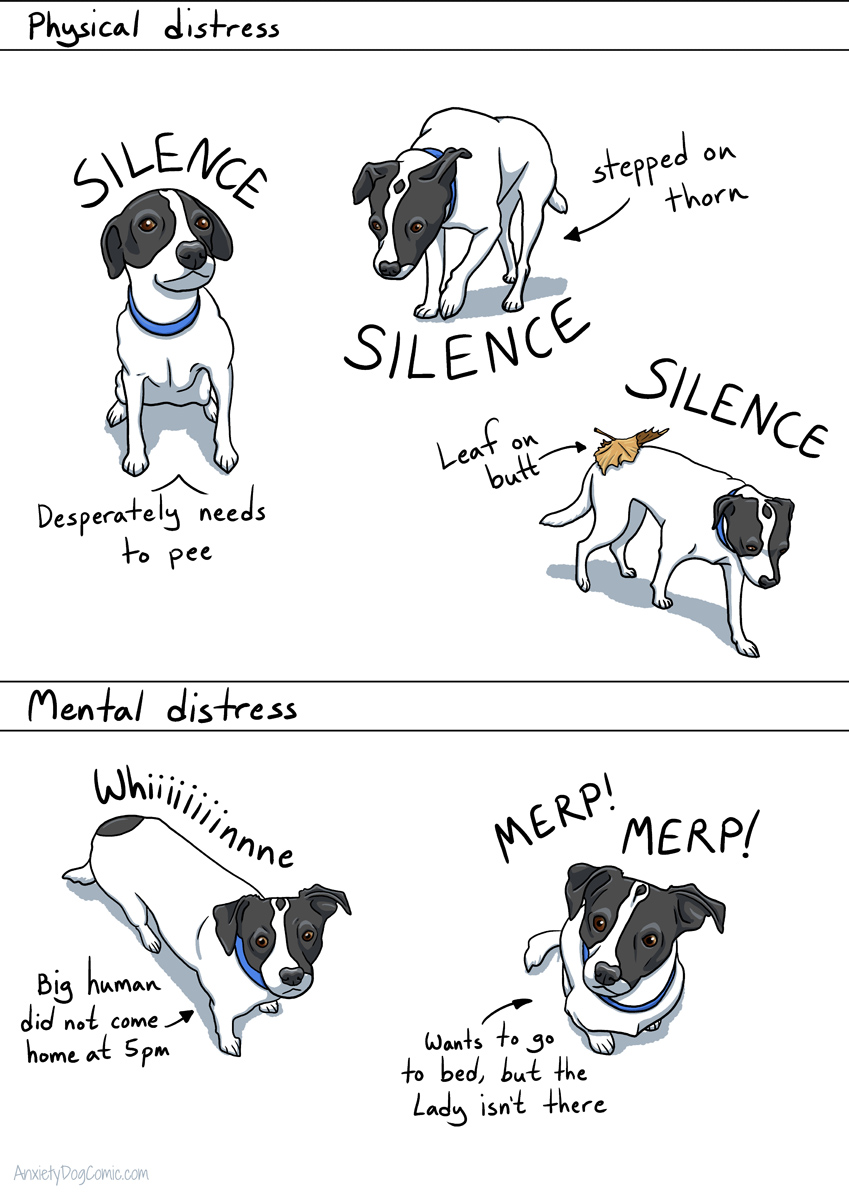 Physical distress
SILENCE
Desperately needs
to pee
stepped on
thorn
SILENCE
SILENCE
Leaf on
butt
Mental distress
Whiiiiiiiinnne
Big human
did not come
home at 5pm
MERP!
MERP!
Wants to go
to bed, but the
Lady isn't there
AnxietyDogComic.com